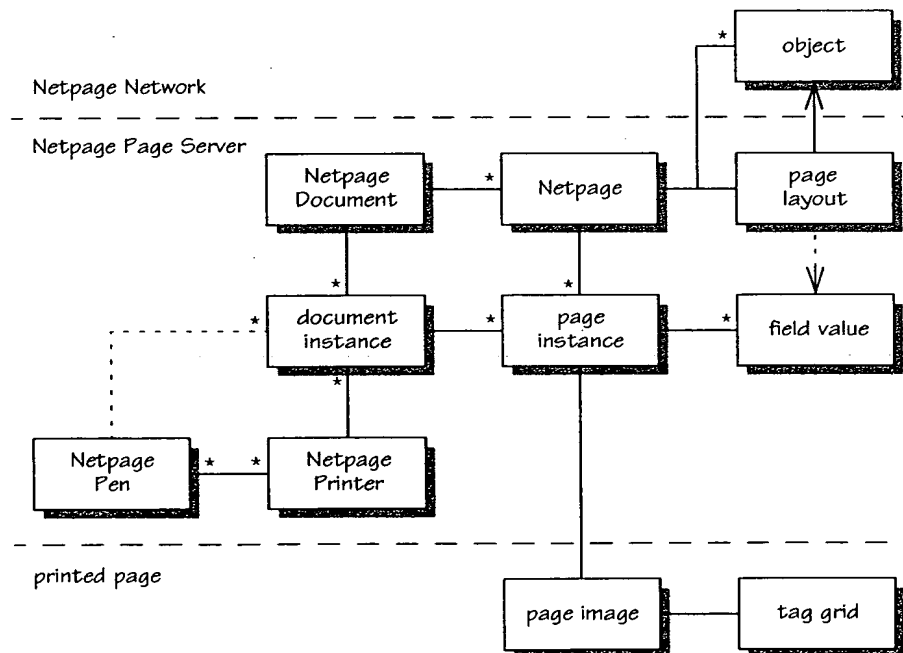 *
object
Netpage Network
Netpage Page Server
Netpage
Document
*
Netpage
page
layout
*
*
*
document
instance
*
page
instance
*
field value
*
Netpage
Pen
*
*
Netpage
Printer
printed page
page image
tag grid